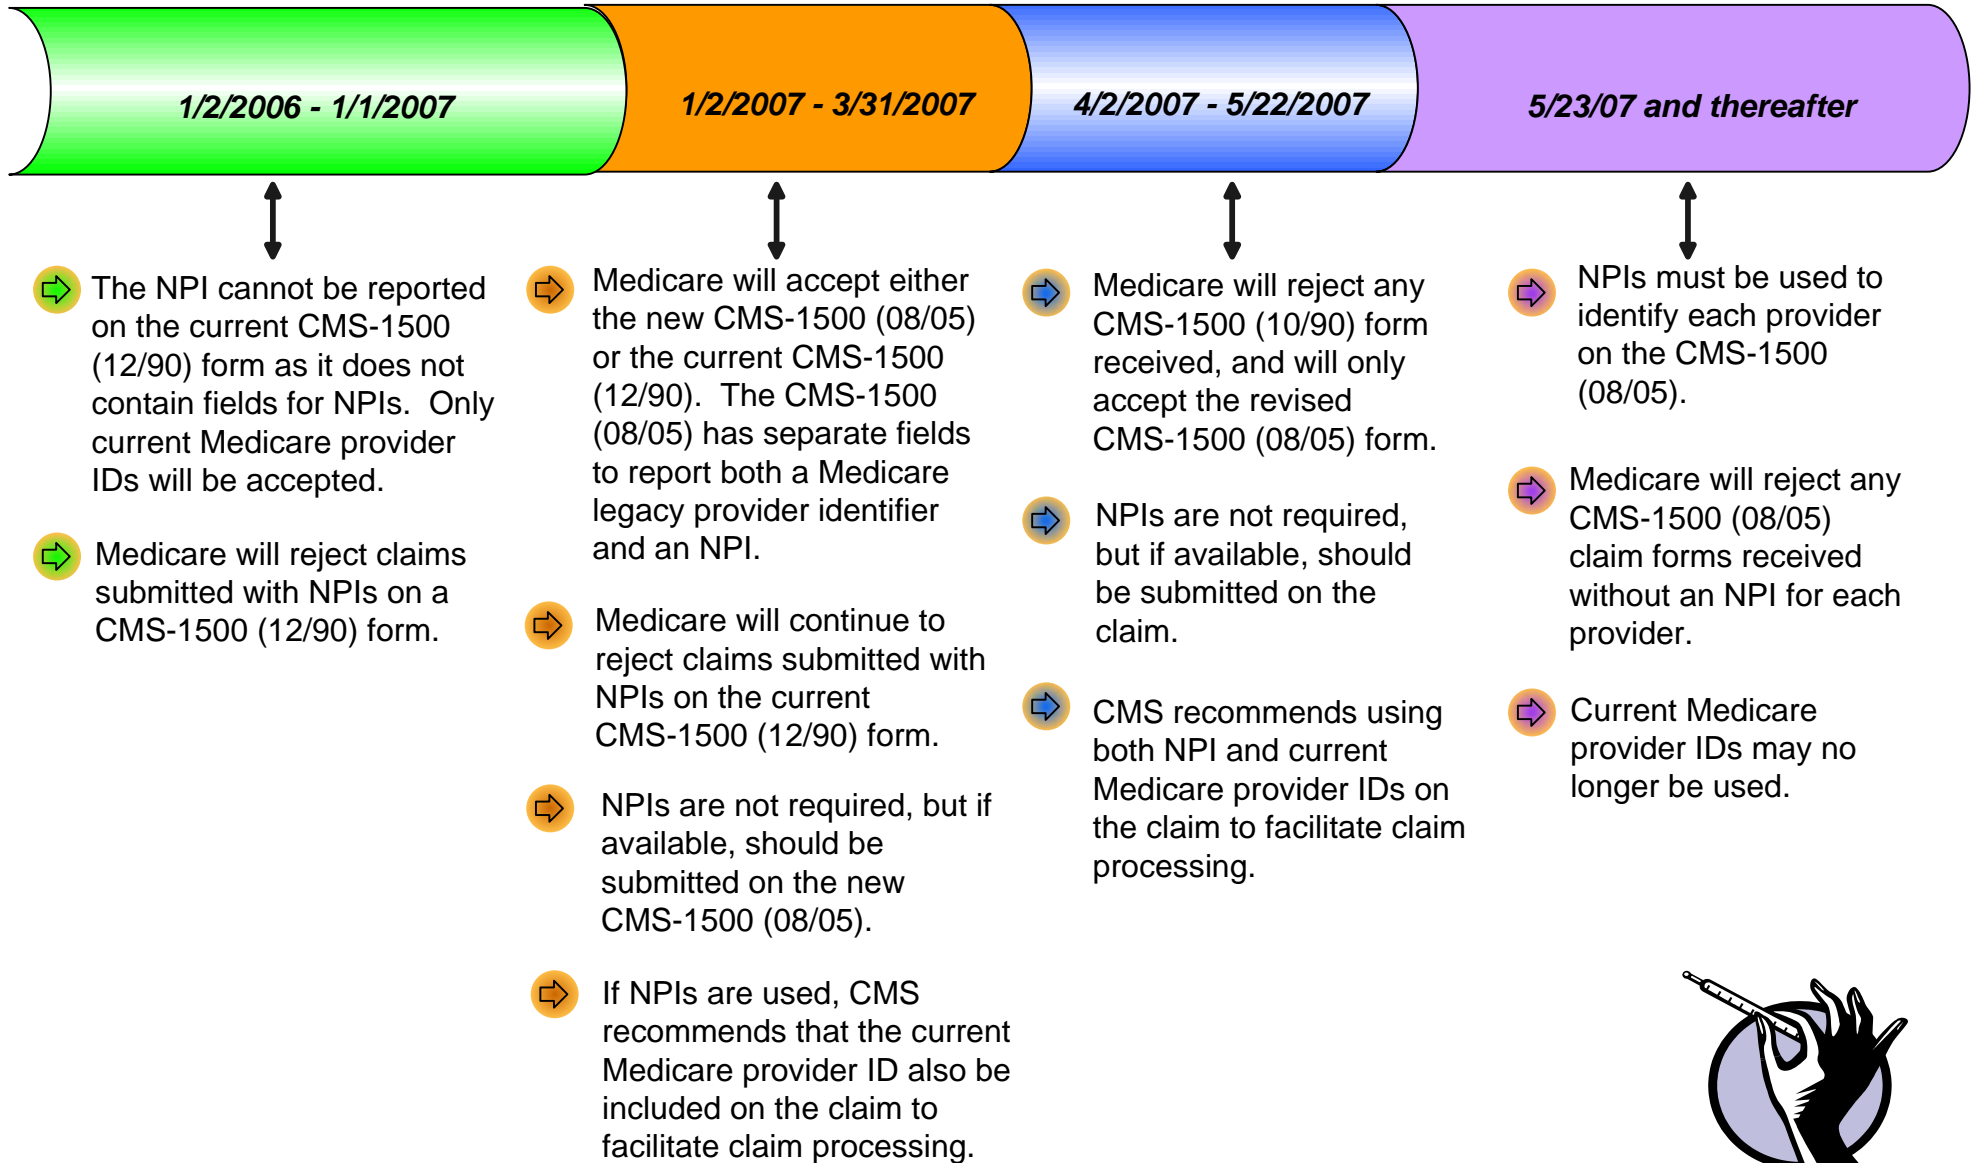 1/2/2006 - 1/1/2007
1/2/2007 - 3/31/2007
4/2/2007 - 5/22/2007
5/23/07 and thereafter
The NPI cannot be reported
on the current CMS-1500
(12/90) form as it does not
contain fields for NPIs.  Only
current Medicare provider
IDs will be accepted.
Medicare will reject claims
submitted with NPIs on a
CMS-1500 (12/90) form.
Medicare will accept either
the new CMS-1500 (08/05)
or the current CMS-1500
(12/90).  The CMS-1500
(08/05) has separate fields
to report both a Medicare
legacy provider identifier
and an NPI.
Medicare will continue to
reject claims submitted with
NPIs on the current
CMS-1500 (12/90) form.
NPIs are not required, but if
available, should be
submitted on the new
CMS-1500 (08/05).
If NPIs are used, CMS
recommends that the current
Medicare provider ID also be
included on the claim to
facilitate claim processing.
Medicare will reject any
CMS-1500 (10/90) form
received, and will only
accept the revised
CMS-1500 (08/05) form.
NPIs are not required,
but if available, should
be submitted on the
claim.
CMS recommends using
both NPI and current
Medicare provider IDs on
the claim to facilitate claim
processing.
NPIs must be used to
identify each provider
on the CMS-1500
(08/05).
Medicare will reject any
CMS-1500 (08/05)
claim forms received
without an NPI for each
provider.
Current Medicare
provider IDs may no
longer be used.